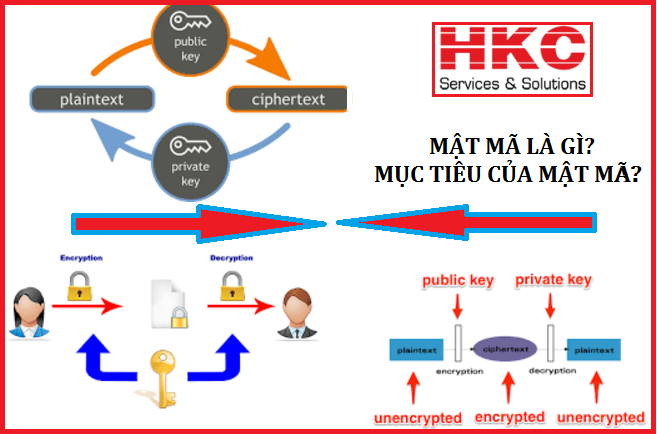 public
key
plaintext
ciphertext
private
key
HKC
Services & Solutions
MẬT MÃ LÀ GÌ?
MỤC TIÊU CỦA MẬT MÃ?
Encryption
Decryption
public key
private key
plaintext
ciphertext
plaintext
encryption
decryption
unencrypted
encrypted
unencrypted